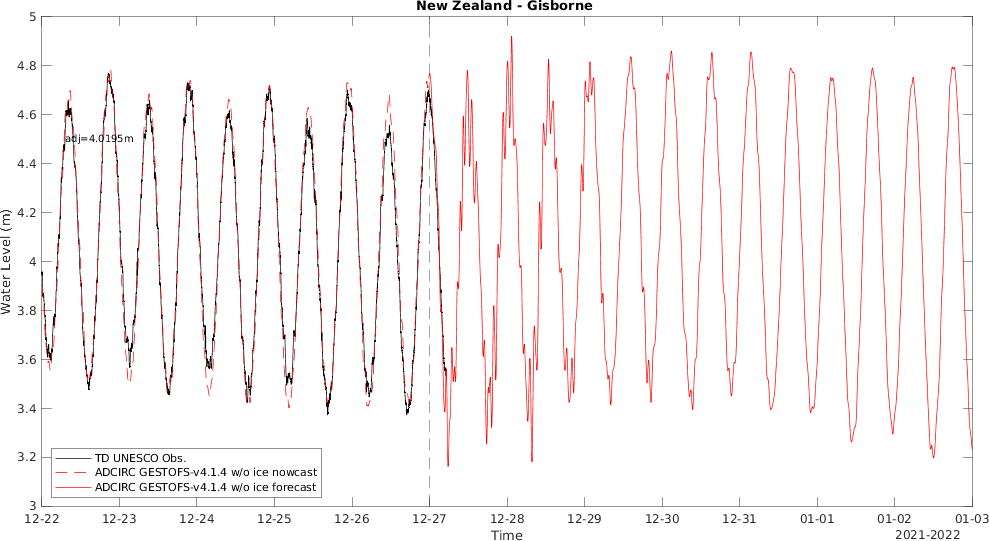 New Zealand - Gisborne
5
4.8
4.6
4.4
4.2
4
3.8
3.6
3.4
3.2
3
Water Level (m)
adj=4.0195m
TD UNESCO Obs.
ADCIRC GESTOFS-v4.1.4 w/o ice nowcast
ADCIRC GESTOFS-v4.1.4 w/o ice forecast
12-22 12-23 12-24 12-25 12-26 12-27 12-28 12-29 12-30 12-31 01-01 01-02 01-03
Time
2021-2022